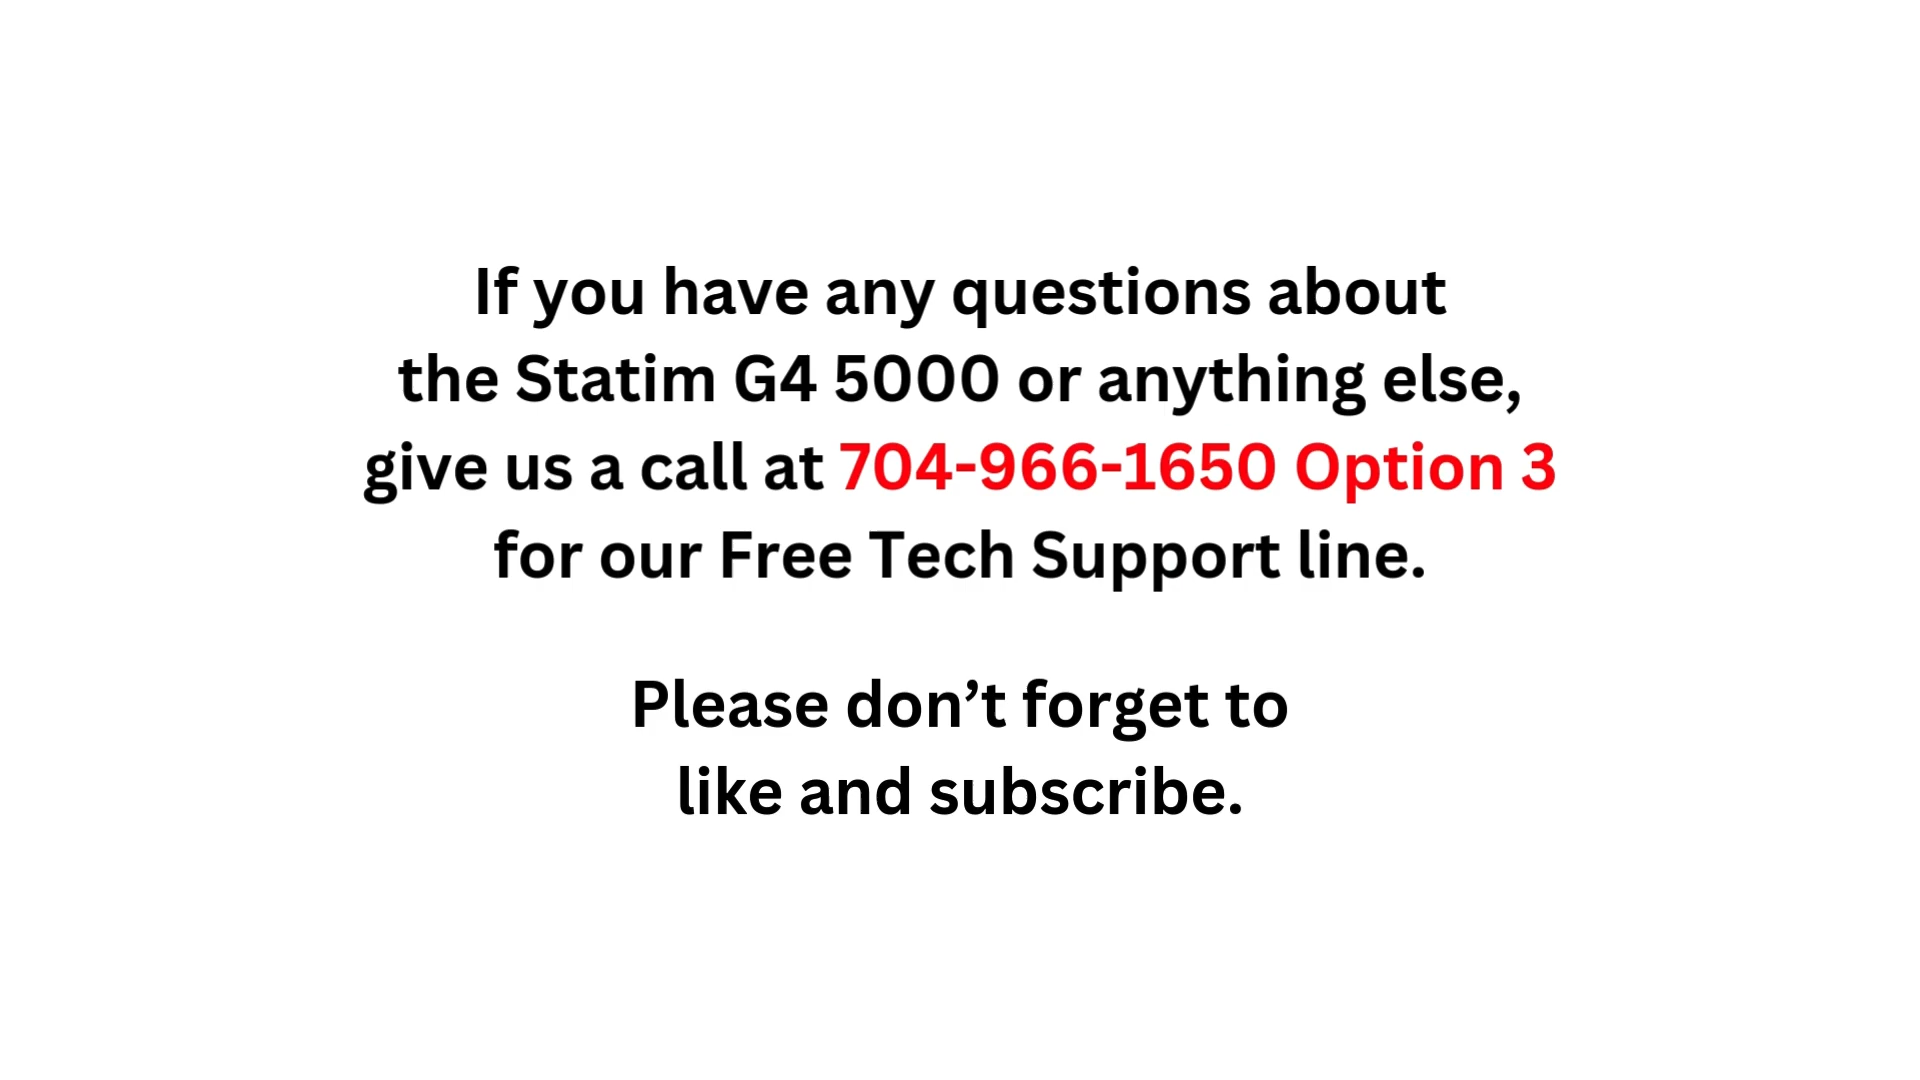 If you have any questions about
the Statim G4 5000 or anything else,
give us a call at 704-966-1650 Option 3
for our Free Tech Support line.
Please don’t forget to
like and subscribe.